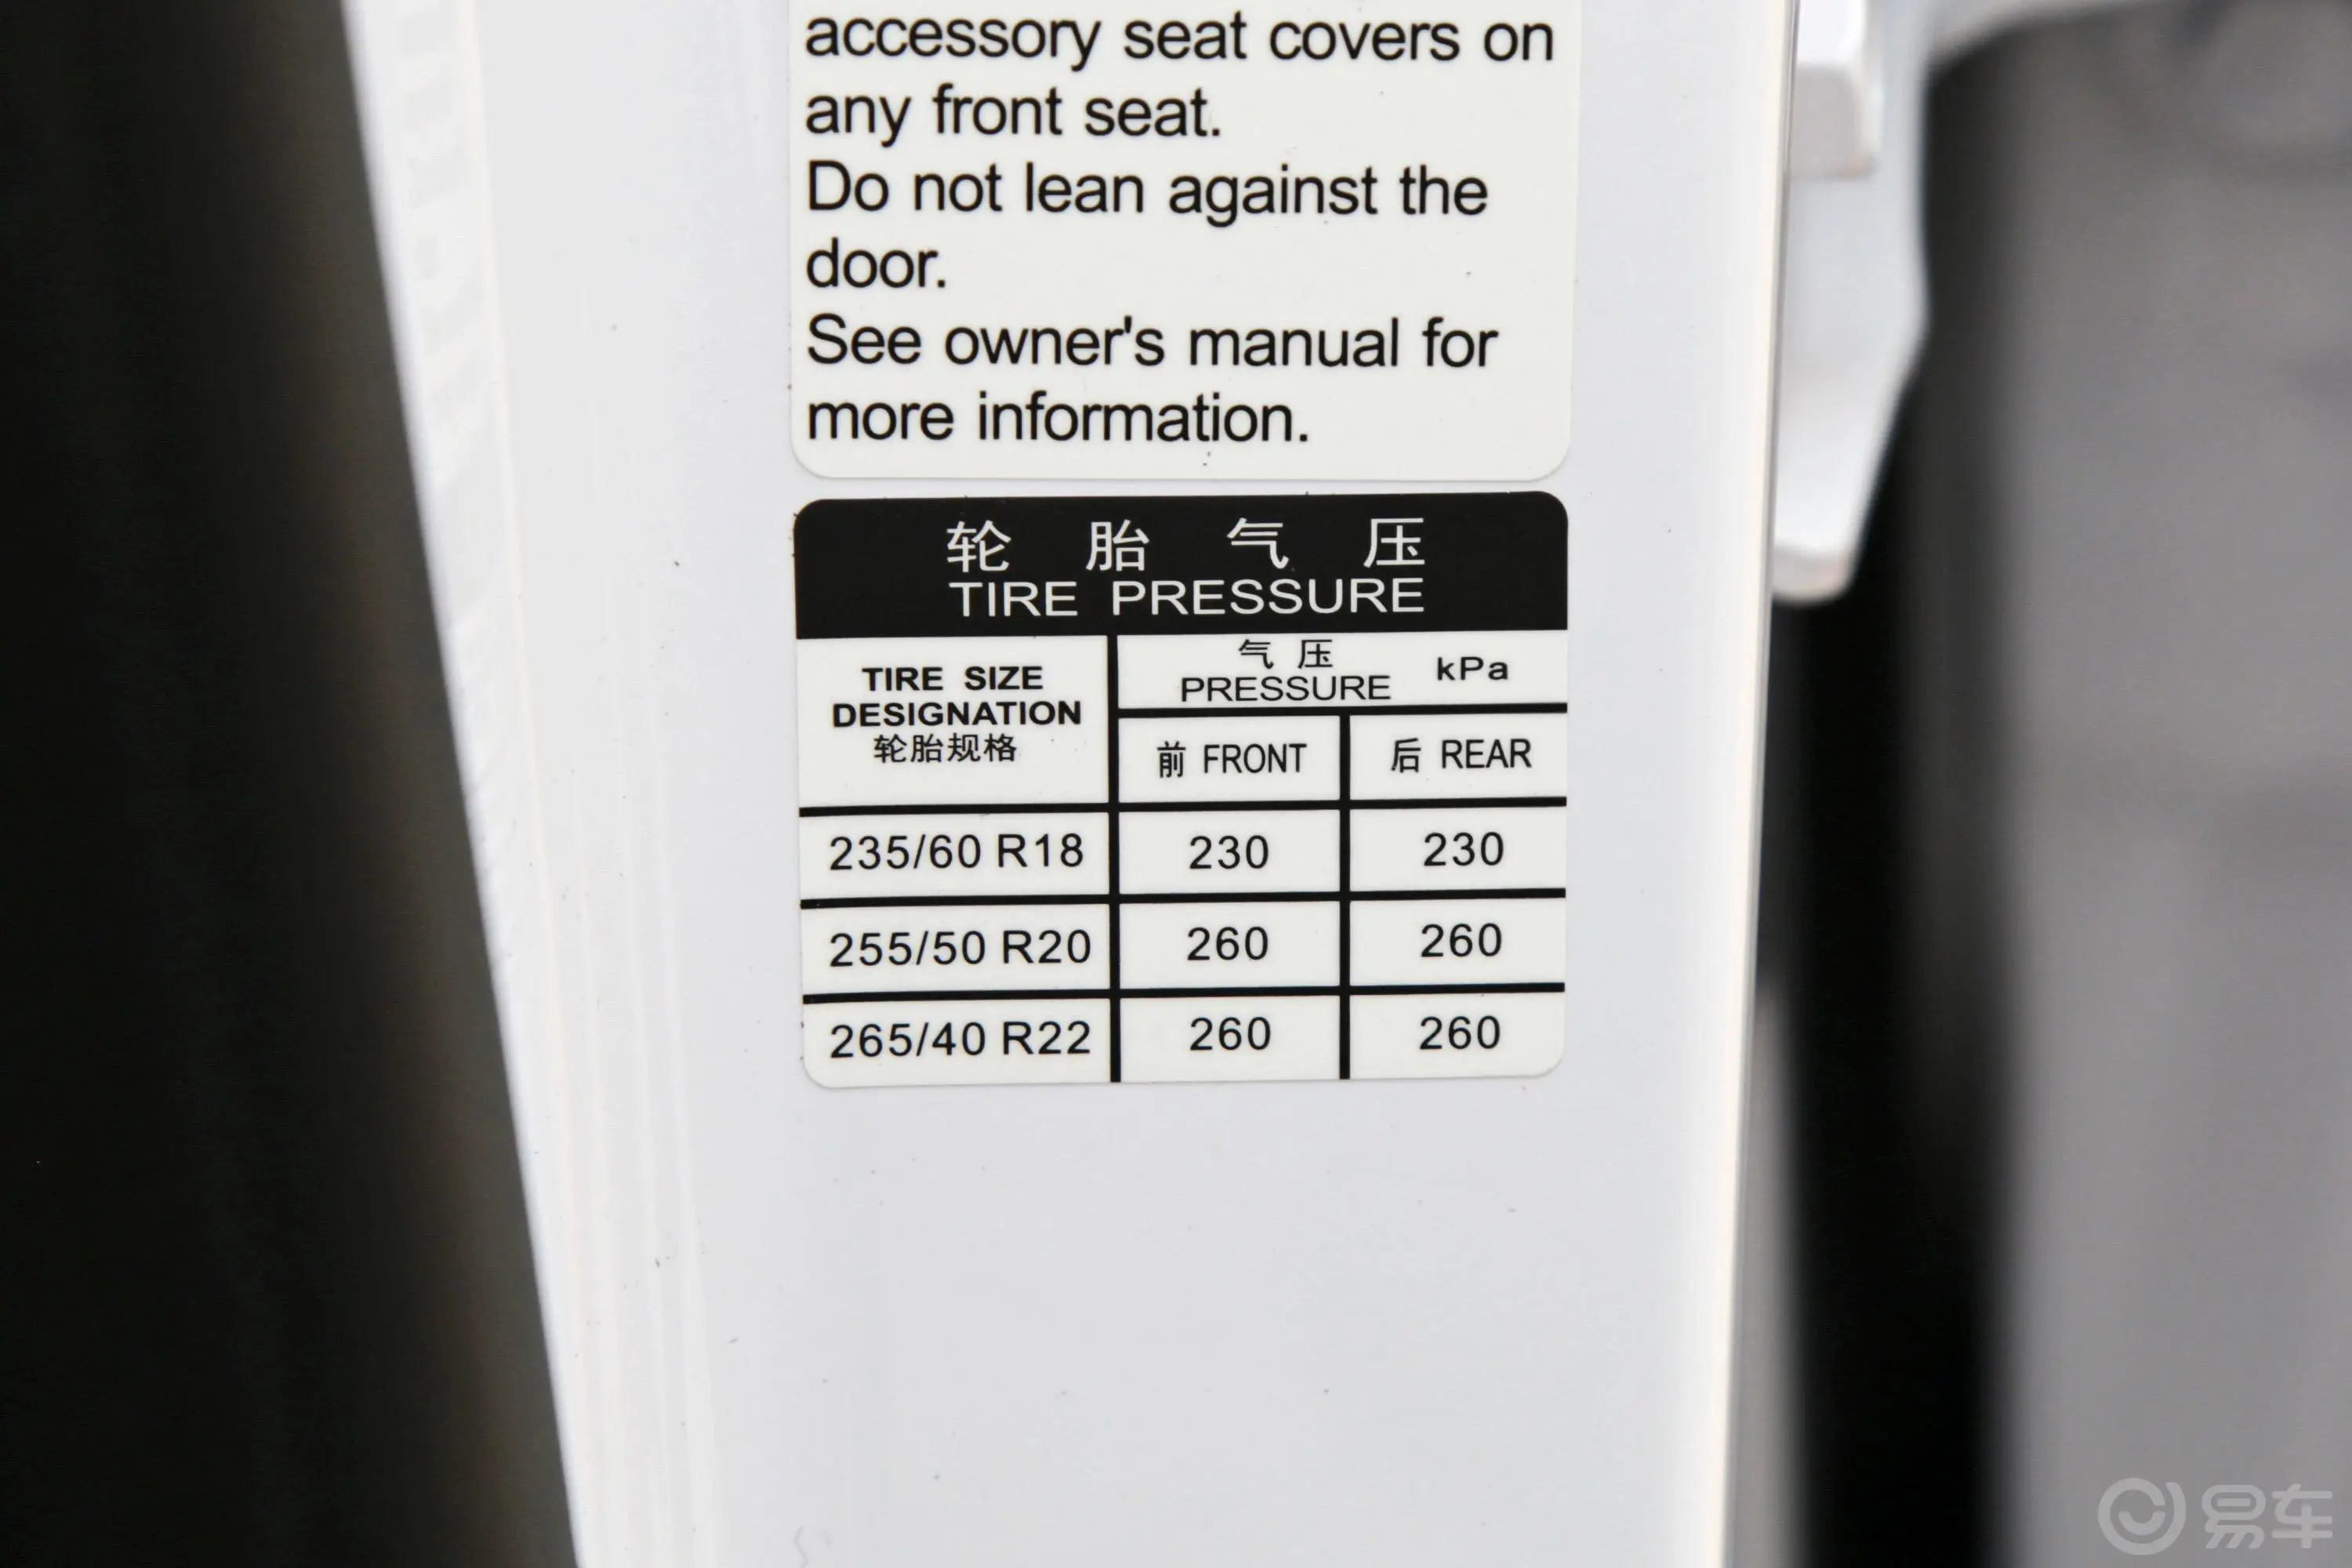 accessory seat covers on
any front seat.
Do not lean against the
door.
See owner's manual for
more information.
轮 胎 气 压
TIRE PRESSURE
TIRE SIZE
DESIGNATION
轮胎规格
气 压
PRESSURE
kPa
前 FRONT
后 REAR
235/60 R18 230 230
255/50 R20 260 260
265/40 R22 260 260
易车